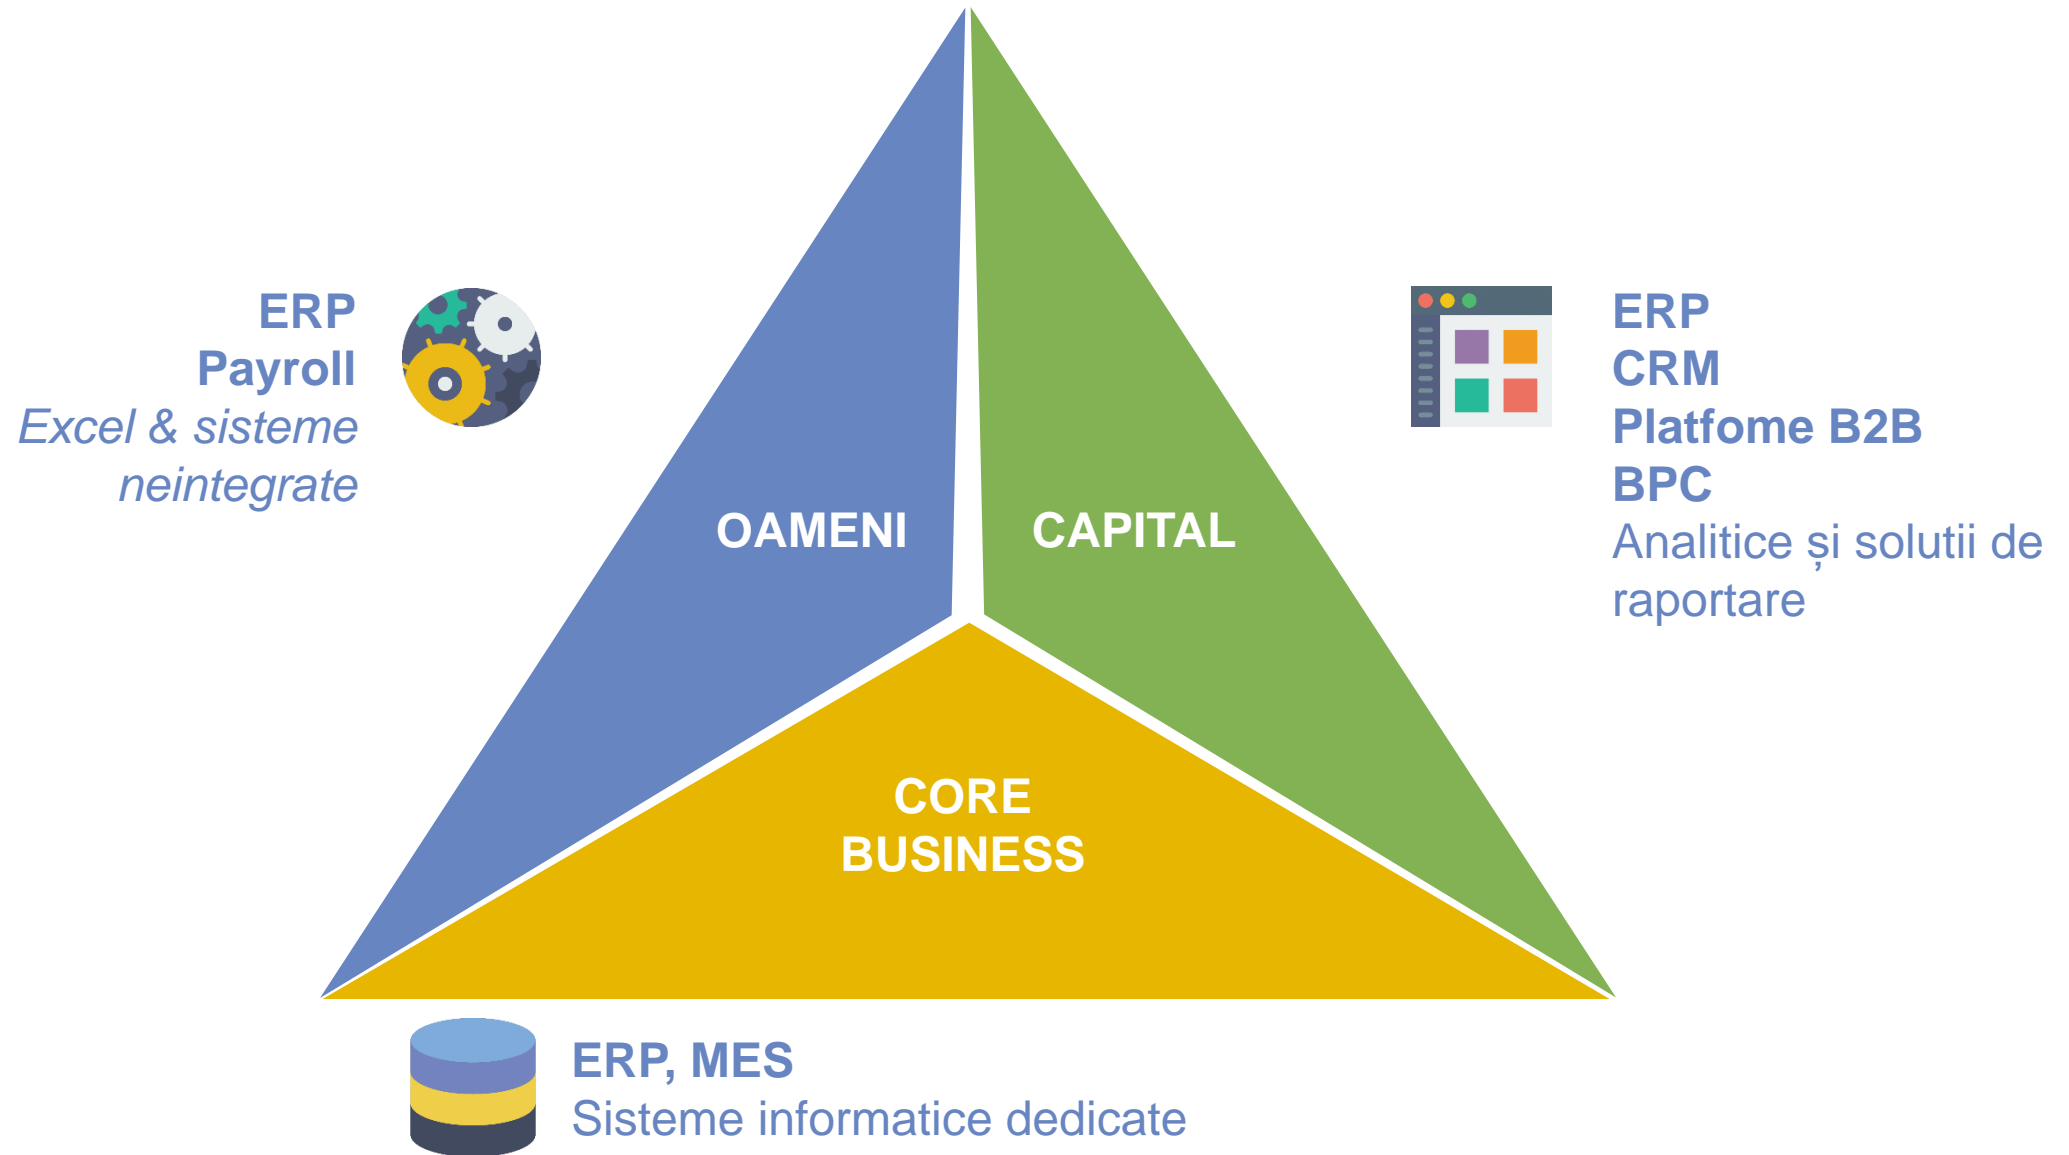 ERP
Payroll
Excel & sisteme
neintegrate
OAMENI
CAPITAL
ERP
CRM
Platfome B2B
BPC
Analitice și solutii de
raportare
CORE
BUSINESS
ERP, MES
Sisteme informatice dedicate